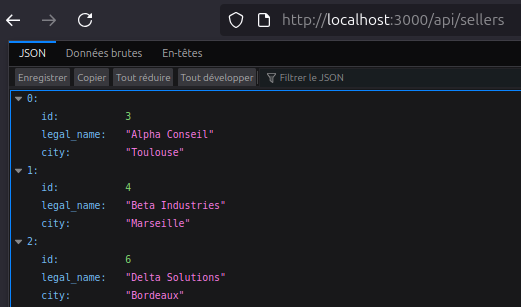 http://localhost:3000/api/sellers
JSON Données brutes En-têtes
Enregistrer Copier Tout réduire Tout développer Filtrer le JSON
0:
id: 3
legal_name: "Alpha Conseil"
city: "Toulouse"
1:
id: 4
legal_name: "Beta Industries"
city: "Marseille"
2:
id: 6
legal_name: "Delta Solutions"
city: "Bordeaux"